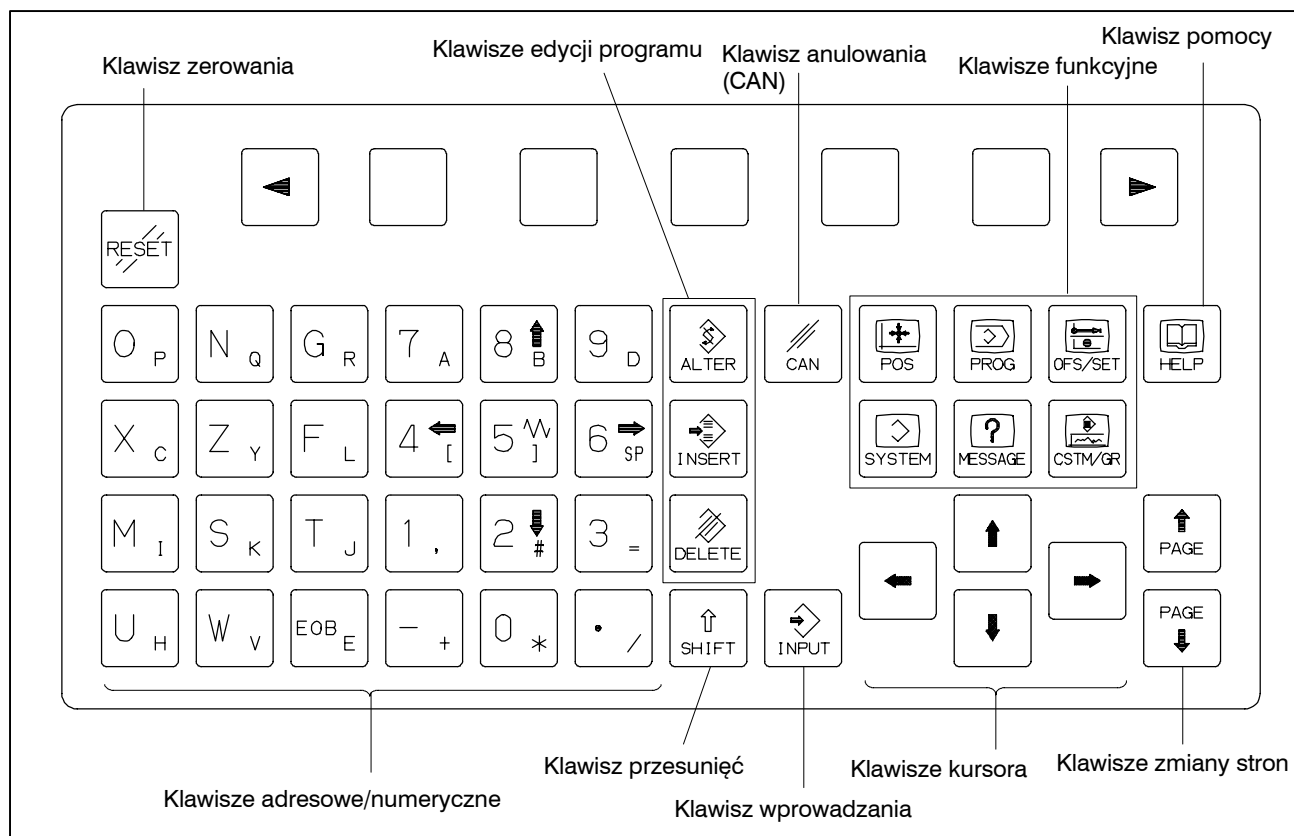 Klawisz zerowania
Klawisze edycji programu
Klawisz anulowania
(CAN)
Klawisze funkcyjne
Klawisz pomocy
RESET
O P
N Q
G R
7 A
8 B
9 D
ALTER
CAN
POS
PROG
OFS/SET
HELP
X C
Z Y
F L
4 [
5 ]
6 SP
INSERT
SYSTEM
MESSAGE
CSTM/GR
M I
S K
T J
1 ,
2 #
3 =
DELETE
PAGE
U H
W V
EOB E
– +
0 *
. /
SHIFT
INPUT
PAGE
Klawisz przesunięć
Klawisze kursora
Klawisze zmiany stron
Klawisze adresowe/numeryczne
Klawisz wprowadzania